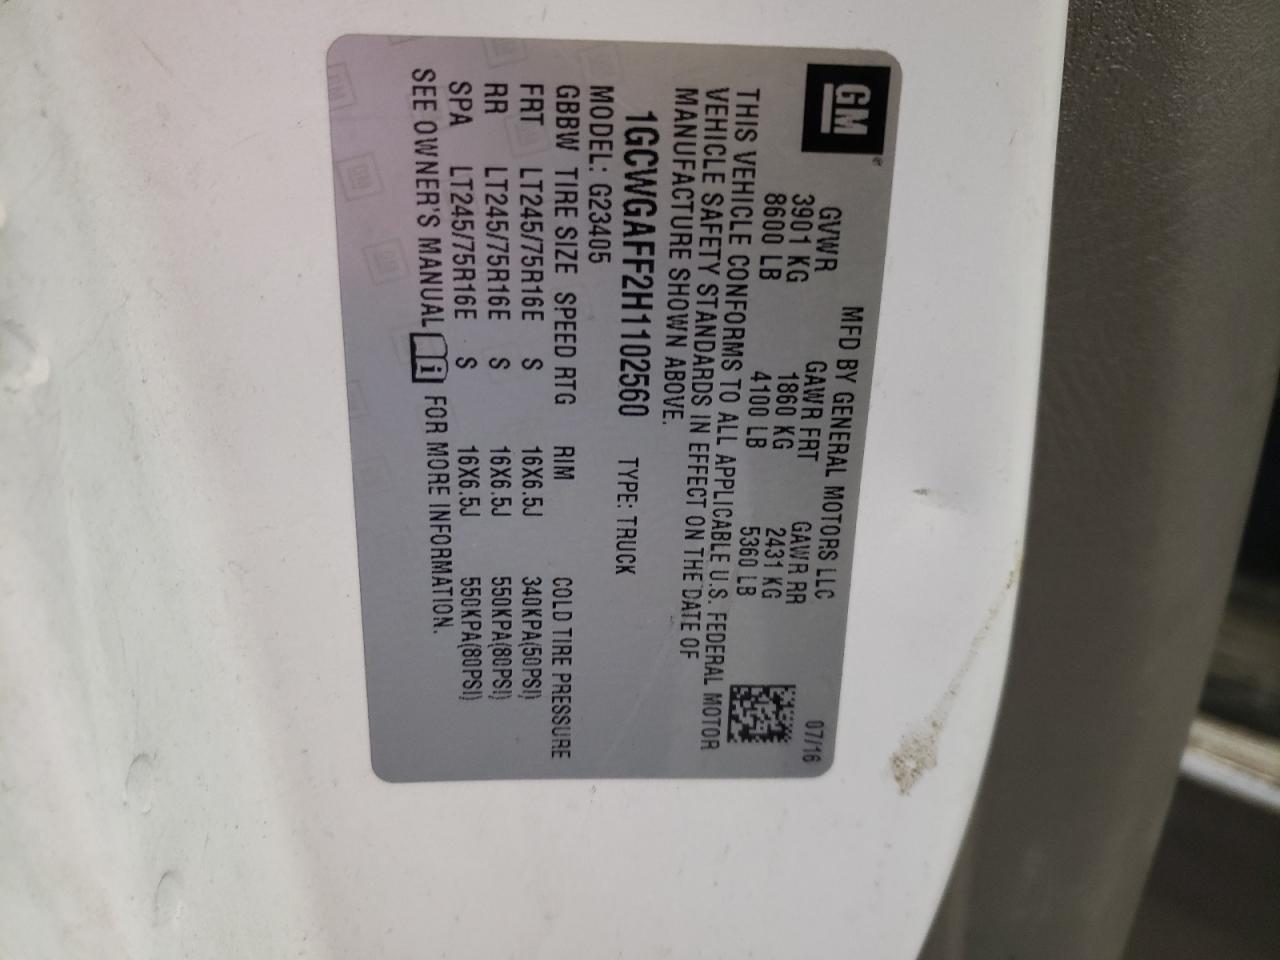 GM
MFD BY GENERAL MOTORS LLC 07/16
GVWR GAWR FRT GAWR RR
3901 KG 1860 KG 2431 KG
8600 LB 4100 LB 5360 LB
THIS VEHICLE CONFORMS TO ALL APPLICABLE U.S. FEDERAL MOTOR
VEHICLE SAFETY STANDARDS IN EFFECT ON THE DATE OF
MANUFACTURE SHOWN ABOVE.
1GCWGAFF2H1102560 TYPE: TRUCK
MODEL: G23405
GBBW TIRE SIZE SPEED RTG RIM COLD TIRE PRESSURE
FRT LT245/75R16E S 16X6.5J 340KPA(50PSI)
RR LT245/75R16E S 16X6.5J 550KPA(80PSI)
SPA LT245/75R16E S 16X6.5J 550KPA(80PSI)
SEE OWNER'S MANUAL i FOR MORE INFORMATION.